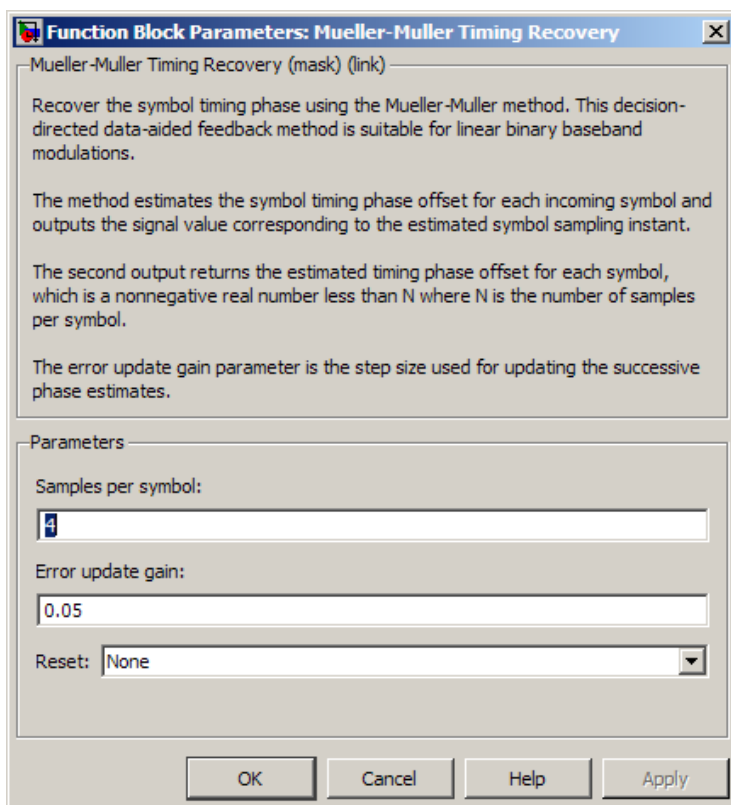 Function Block Parameters: Mueller-Muller Timing Recovery
Mueller-Muller Timing Recovery (mask) (link)
Recover the symbol timing phase using the Mueller-Muller method. This decision-
directed data-aided feedback method is suitable for linear binary baseband
modulations.
The method estimates the symbol timing phase offset for each incoming symbol and
outputs the signal value corresponding to the estimated symbol sampling instant.
The second output returns the estimated timing phase offset for each symbol,
which is a nonnegative real number less than N where N is the number of samples
per symbol.
The error update gain parameter is the step size used for updating the successive
phase estimates.
Parameters
Samples per symbol:
4
Error update gain:
0.05
Reset: None
OK Cancel Help Apply